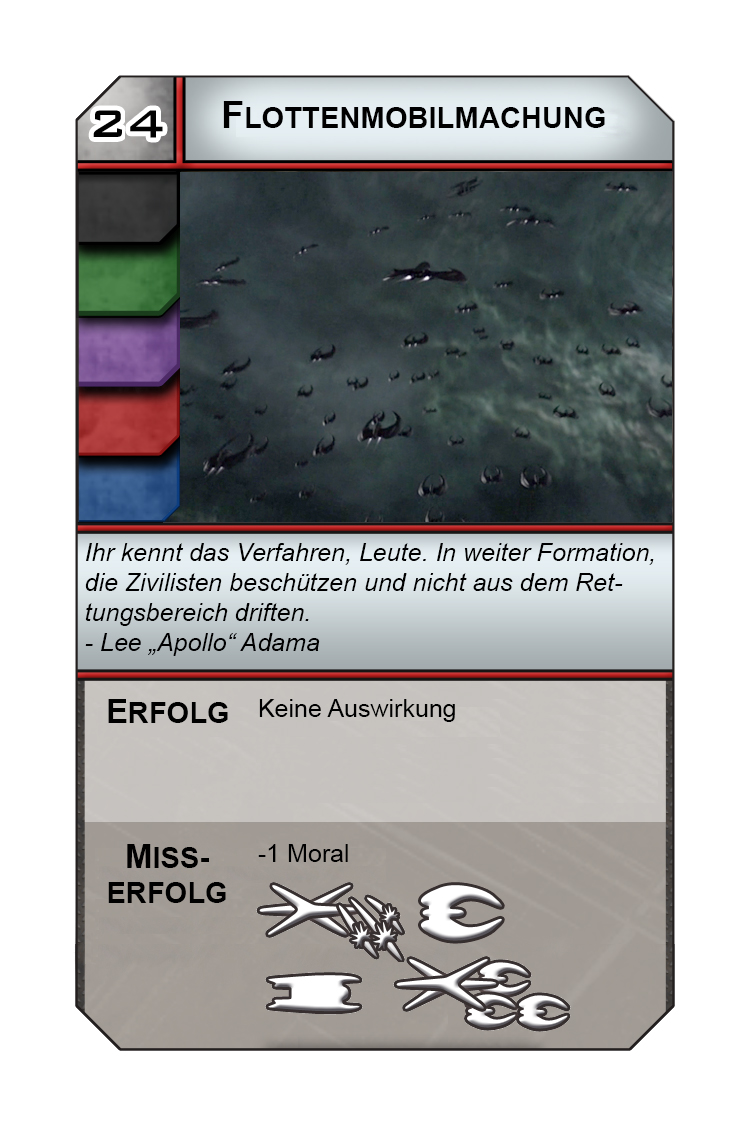 24
FLOTTENMOBILMACHUNG
Ihr kennt das Verfahren, Leute. In weiter Formation,
die Zivilisten beschützen und nicht aus dem Ret-
tungsbereich driften.
- Lee „Apollo“ Adama
ERFOLG
Keine Auswirkung
MISS-
ERFOLG
-1 Moral